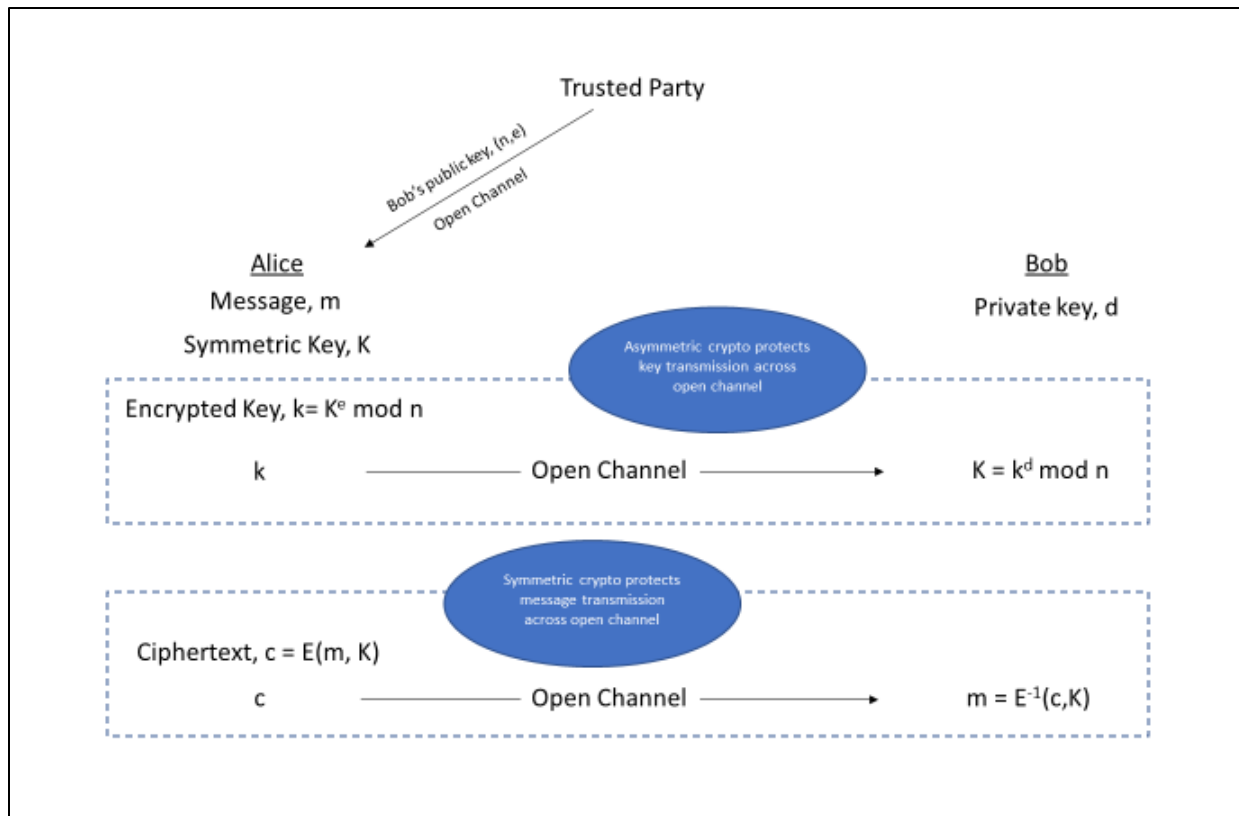 Trusted Party
Bob's public key, (n,e)
Open Channel
Alice
Bob
Message, m
Private key, d
Symmetric Key, K
Asymmetric crypto protects
key transmission across
open channel
Encrypted Key, k= Kᵉ mod n
k
Open Channel
K = kᵈ mod n
Symmetric crypto protects
message transmission
across open channel
Ciphertext, c = E(m, K)
c
Open Channel
m = E⁻¹(c,K)